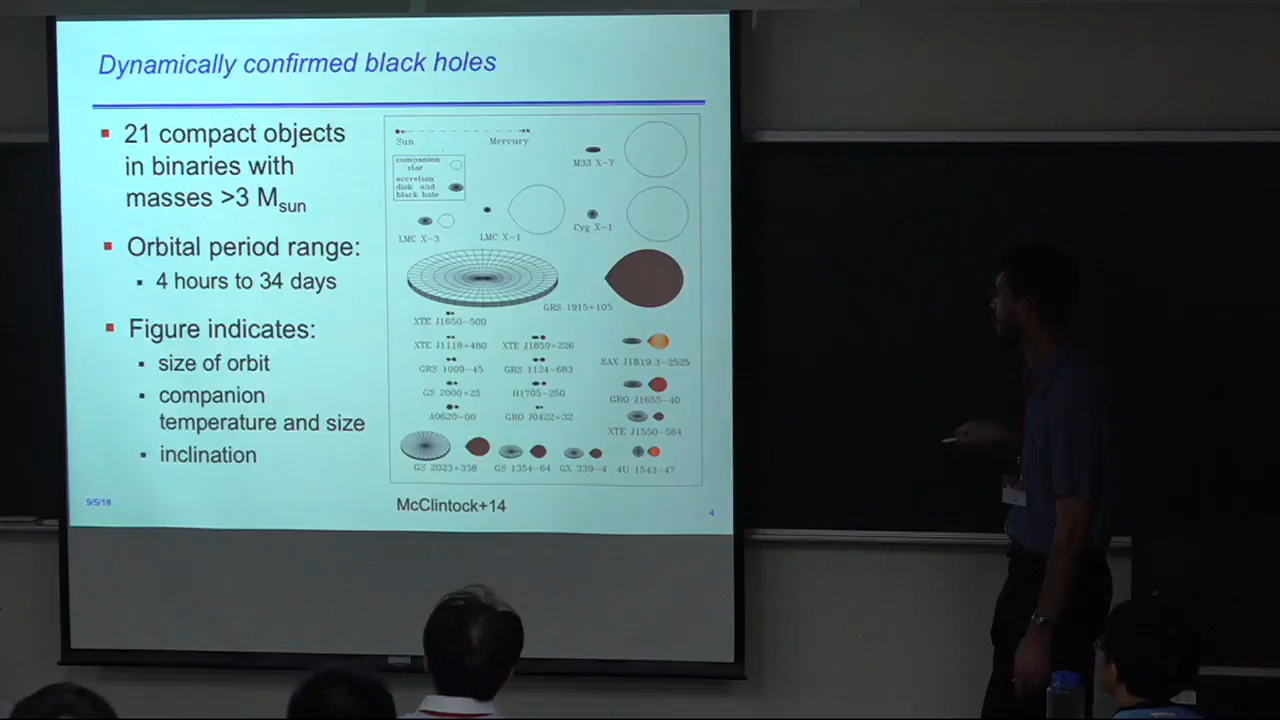 Dynamically confirmed black holes
21 compact objects
in binaries with
masses >3 Msun
Orbital period range:
4 hours to 34 days
Figure indicates:
size of orbit
companion
temperature and size
inclination
Sun Mercury
companion
star
accretion
disk and
black hole
M33 X-7
LMC X-3 LMC X-1 Cyg X-1
GRS 1915+105
XTE J1650-500
XTE J1118+480 XTE J1859+226
SAX J1819.3-2525
GRS 1009-45 GRS 1124-683
GS 2000+25 H1705-250
GRO J1655-40
A0620-00 GRO J0422+32
XTE J1550-564
GS 2023+338 GS 1354-64 GX 339-4 4U 1543-47
McClintock+14
9/5/18
4